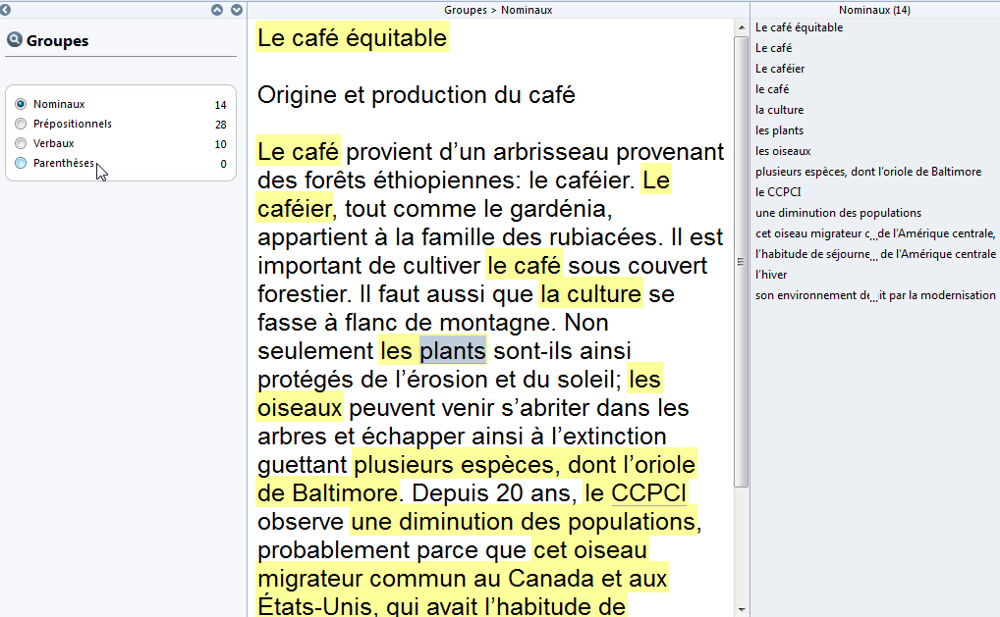 Groupes
Nominaux 14
Prépositionnels 28
Verbaux 10
Parenthèses 0
Groupes > Nominaux
Le café équitable
Origine et production du café
Le café provient d’un arbrisseau provenant
des forêts éthiopiennes: le caféier. Le
caféier, tout comme le gardénia,
appartient à la famille des rubiacées. Il est
important de cultiver le café sous couvert
forestier. Il faut aussi que la culture se
fasse à flanc de montagne. Non
seulement les plants sont-ils ainsi
protégés de l’érosion et du soleil; les
oiseaux peuvent venir s’abriter dans les
arbres et échapper ainsi à l’extinction
guettant plusieurs espèces, dont l’oriole
de Baltimore. Depuis 20 ans, le CCPCI
observe une diminution des populations,
probablement parce que cet oiseau
migrateur commun au Canada et aux
États-Unis, qui avait l’habitude de
Nominaux (14)
Le café équitable
Le café
Le caféier
le café
la culture
les plants
les oiseaux
plusieurs espèces, dont l’oriole de Baltimore
le CCPCI
une diminution des populations
cet oiseau migrateur c...de l’Amérique centrale,
l’habitude de séjourne... de l’Amérique centrale
l’hiver
son environnement de...it par la modernisation